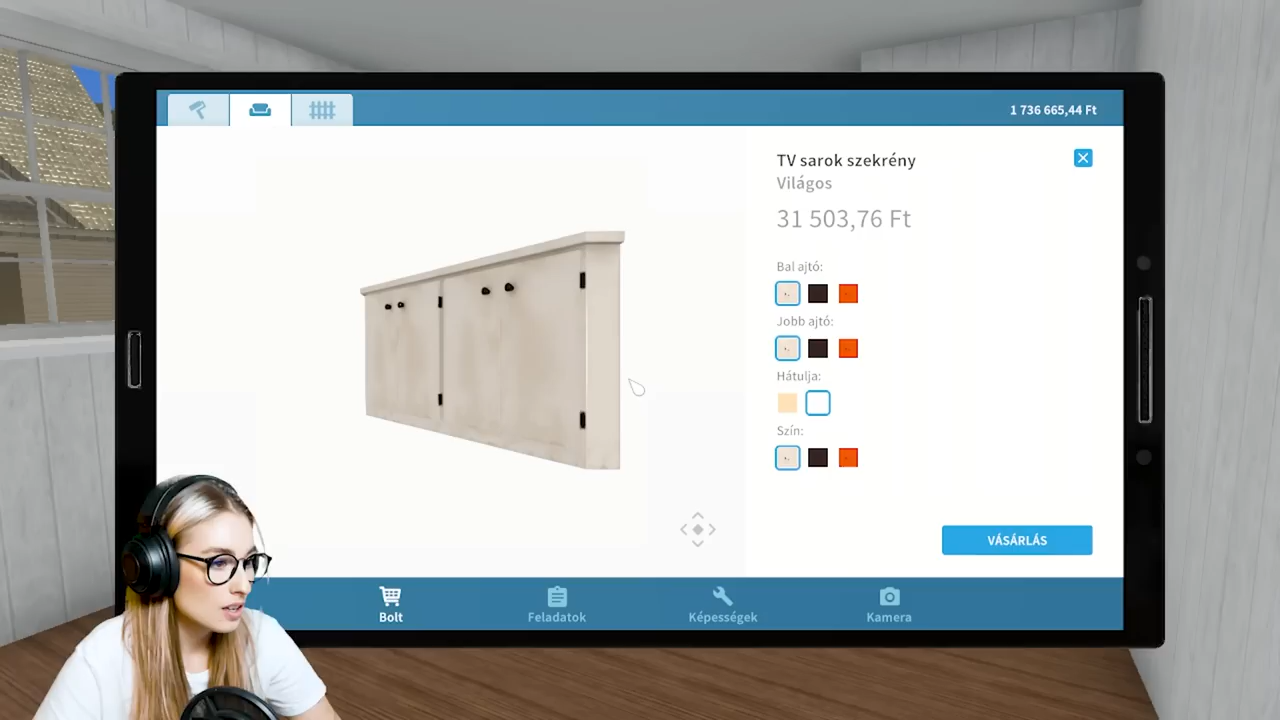 1 736 665,44 Ft
TV sarok szekrény
Világos
31 503,76 Ft
Bal ajtó:
Jobb ajtó:
Hátulja:
Szín:
VÁSÁRLÁS
Bolt
Feladatok
Képességek
Kamera